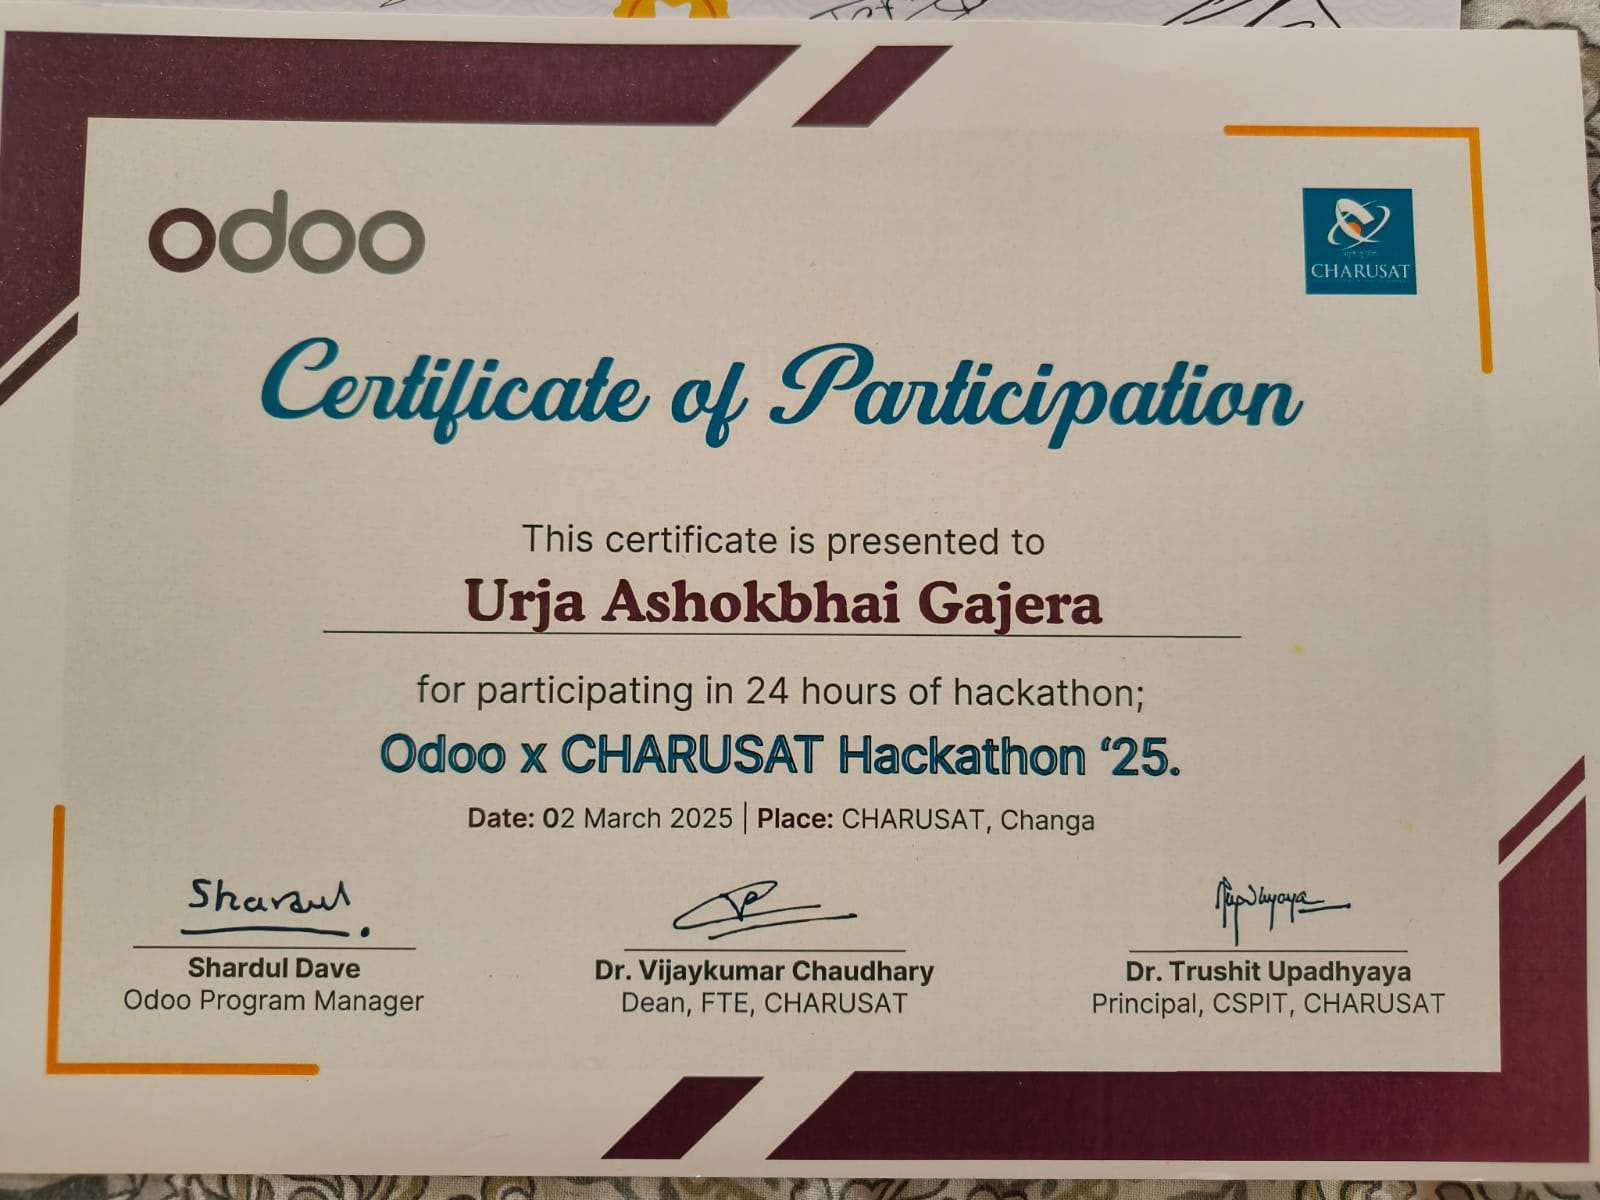 odoo
CHARUSAT
Certificate of Participation
This certificate is presented to
Urja Ashokbhai Gajera
for participating in 24 hours of hackathon;
Odoo x CHARUSAT Hackathon ‘25.
Date: 02 March 2025 | Place: CHARUSAT, Changa
Shardul
Shardul Dave
Odoo Program Manager
Dr. Vijaykumar Chaudhary
Dean, FTE, CHARUSAT
Dr. Trushit Upadhyaya
Principal, CSPIT, CHARUSAT